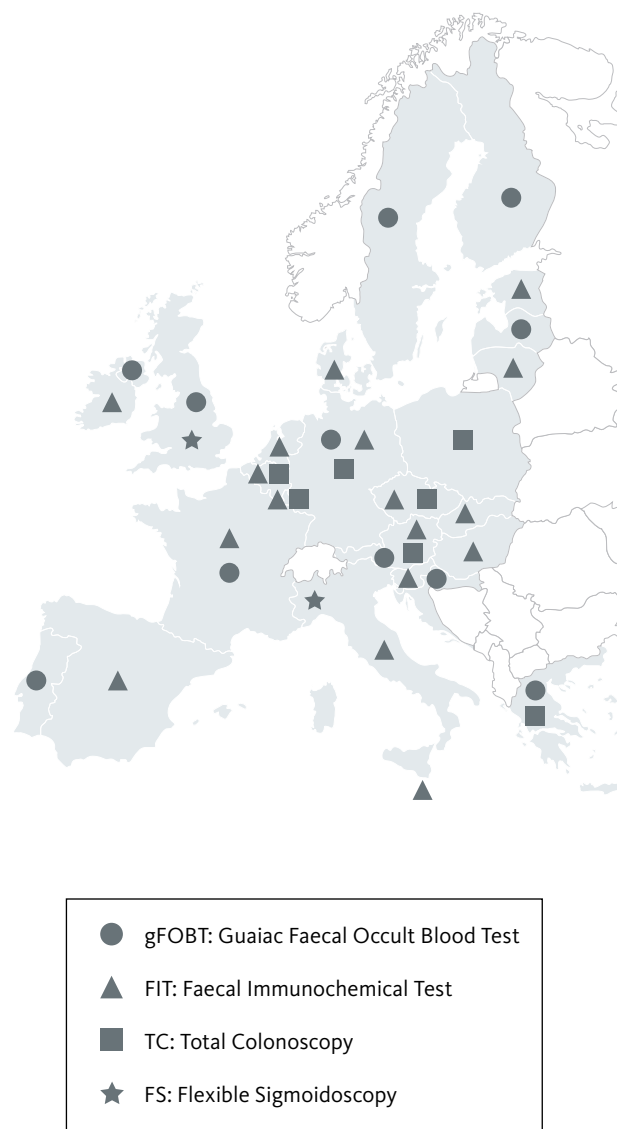 gFOBT: Guaiac Faecal Occult Blood Test
FIT: Faecal Immunochemical Test
TC: Total Colonoscopy
FS: Flexible Sigmoidoscopy